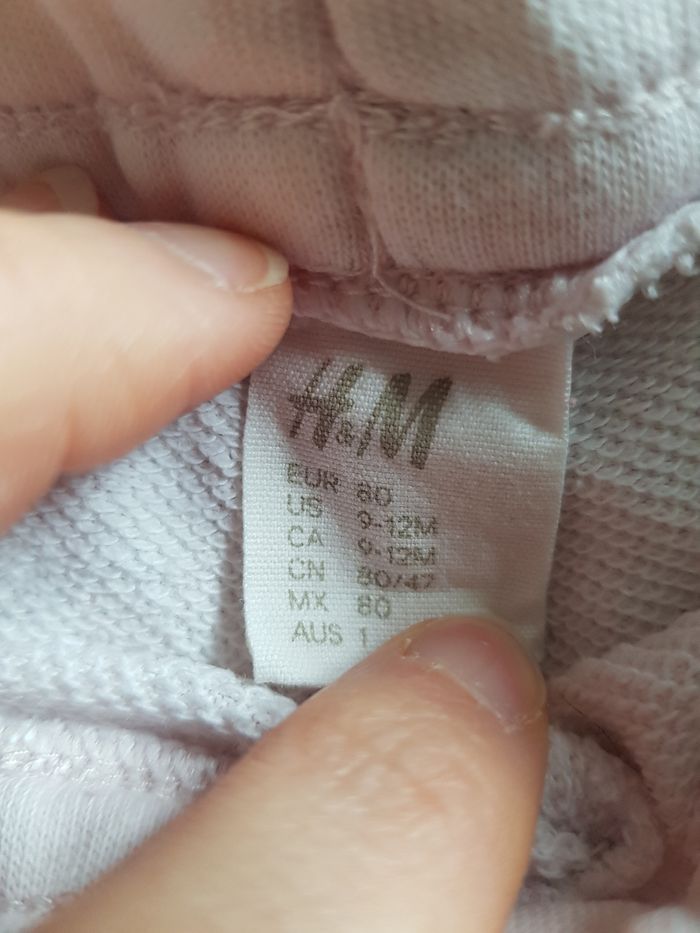 H&M
EUR 80
US 9-12M
CA 9-12M
CN 80/47
MX 80
AUS 1